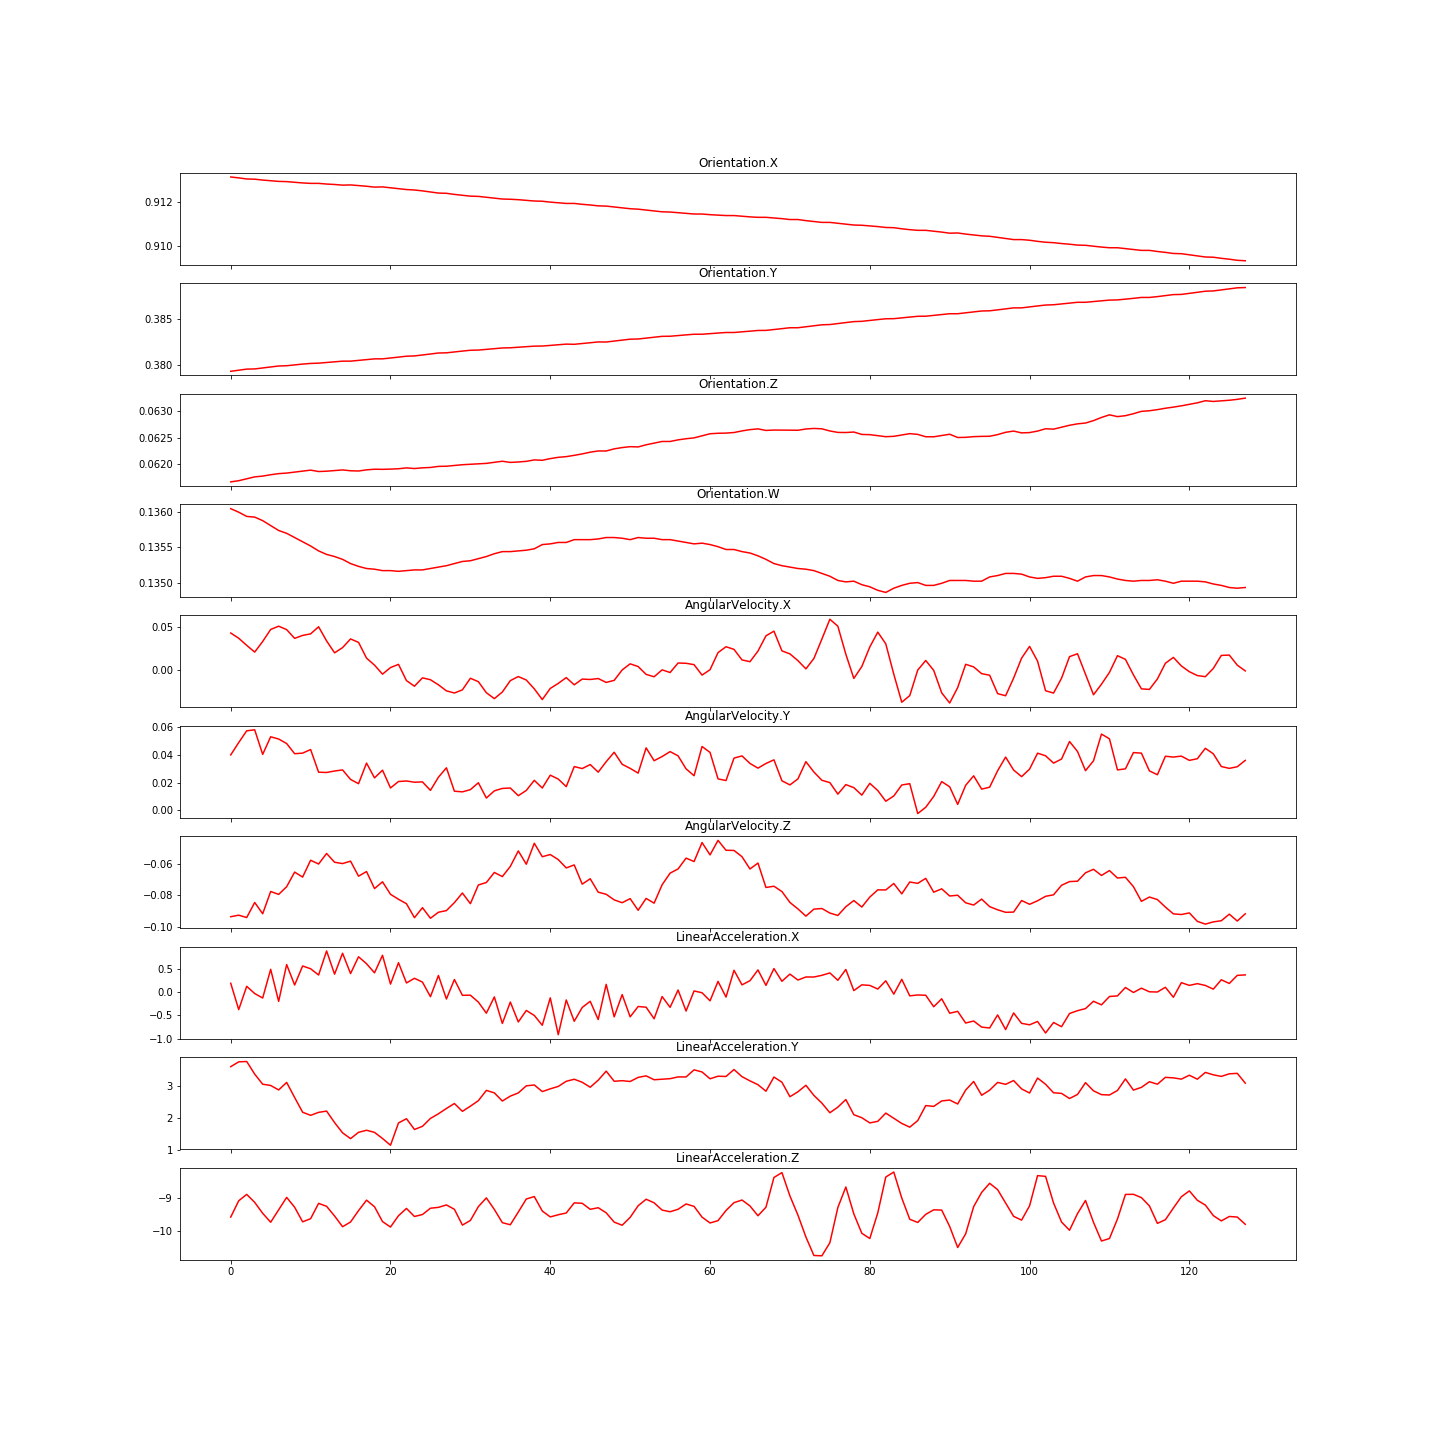 Orientation.X
0.912
0.910
Orientation.Y
0.385
0.380
Orientation.Z
0.0630
0.0625
0.0620
Orientation.W
0.1360
0.1355
0.1350
AngularVelocity.X
0.05
0.00
AngularVelocity.Y
0.06
0.04
0.02
0.00
AngularVelocity.Z
−0.06
−0.08
−0.10
LinearAcceleration.X
0.5
0.0
−0.5
−1.0
LinearAcceleration.Y
3
2
1
LinearAcceleration.Z
−9
−10
0 20 40 60 80 100 120